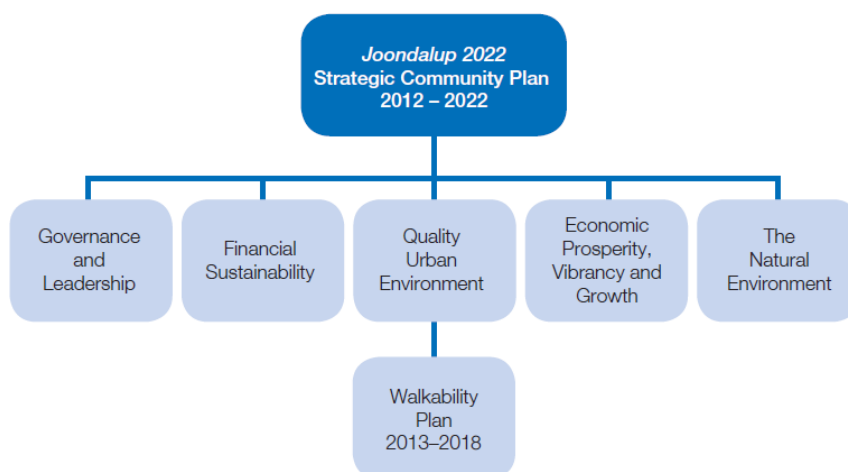 Joondalup 2022
Strategic Community Plan
2012 – 2022
Governance
and
Leadership
Financial
Sustainability
Quality
Urban
Environment
Economic
Prosperity,
Vibrancy and
Growth
The
Natural
Environment
Walkability
Plan
2013–2018